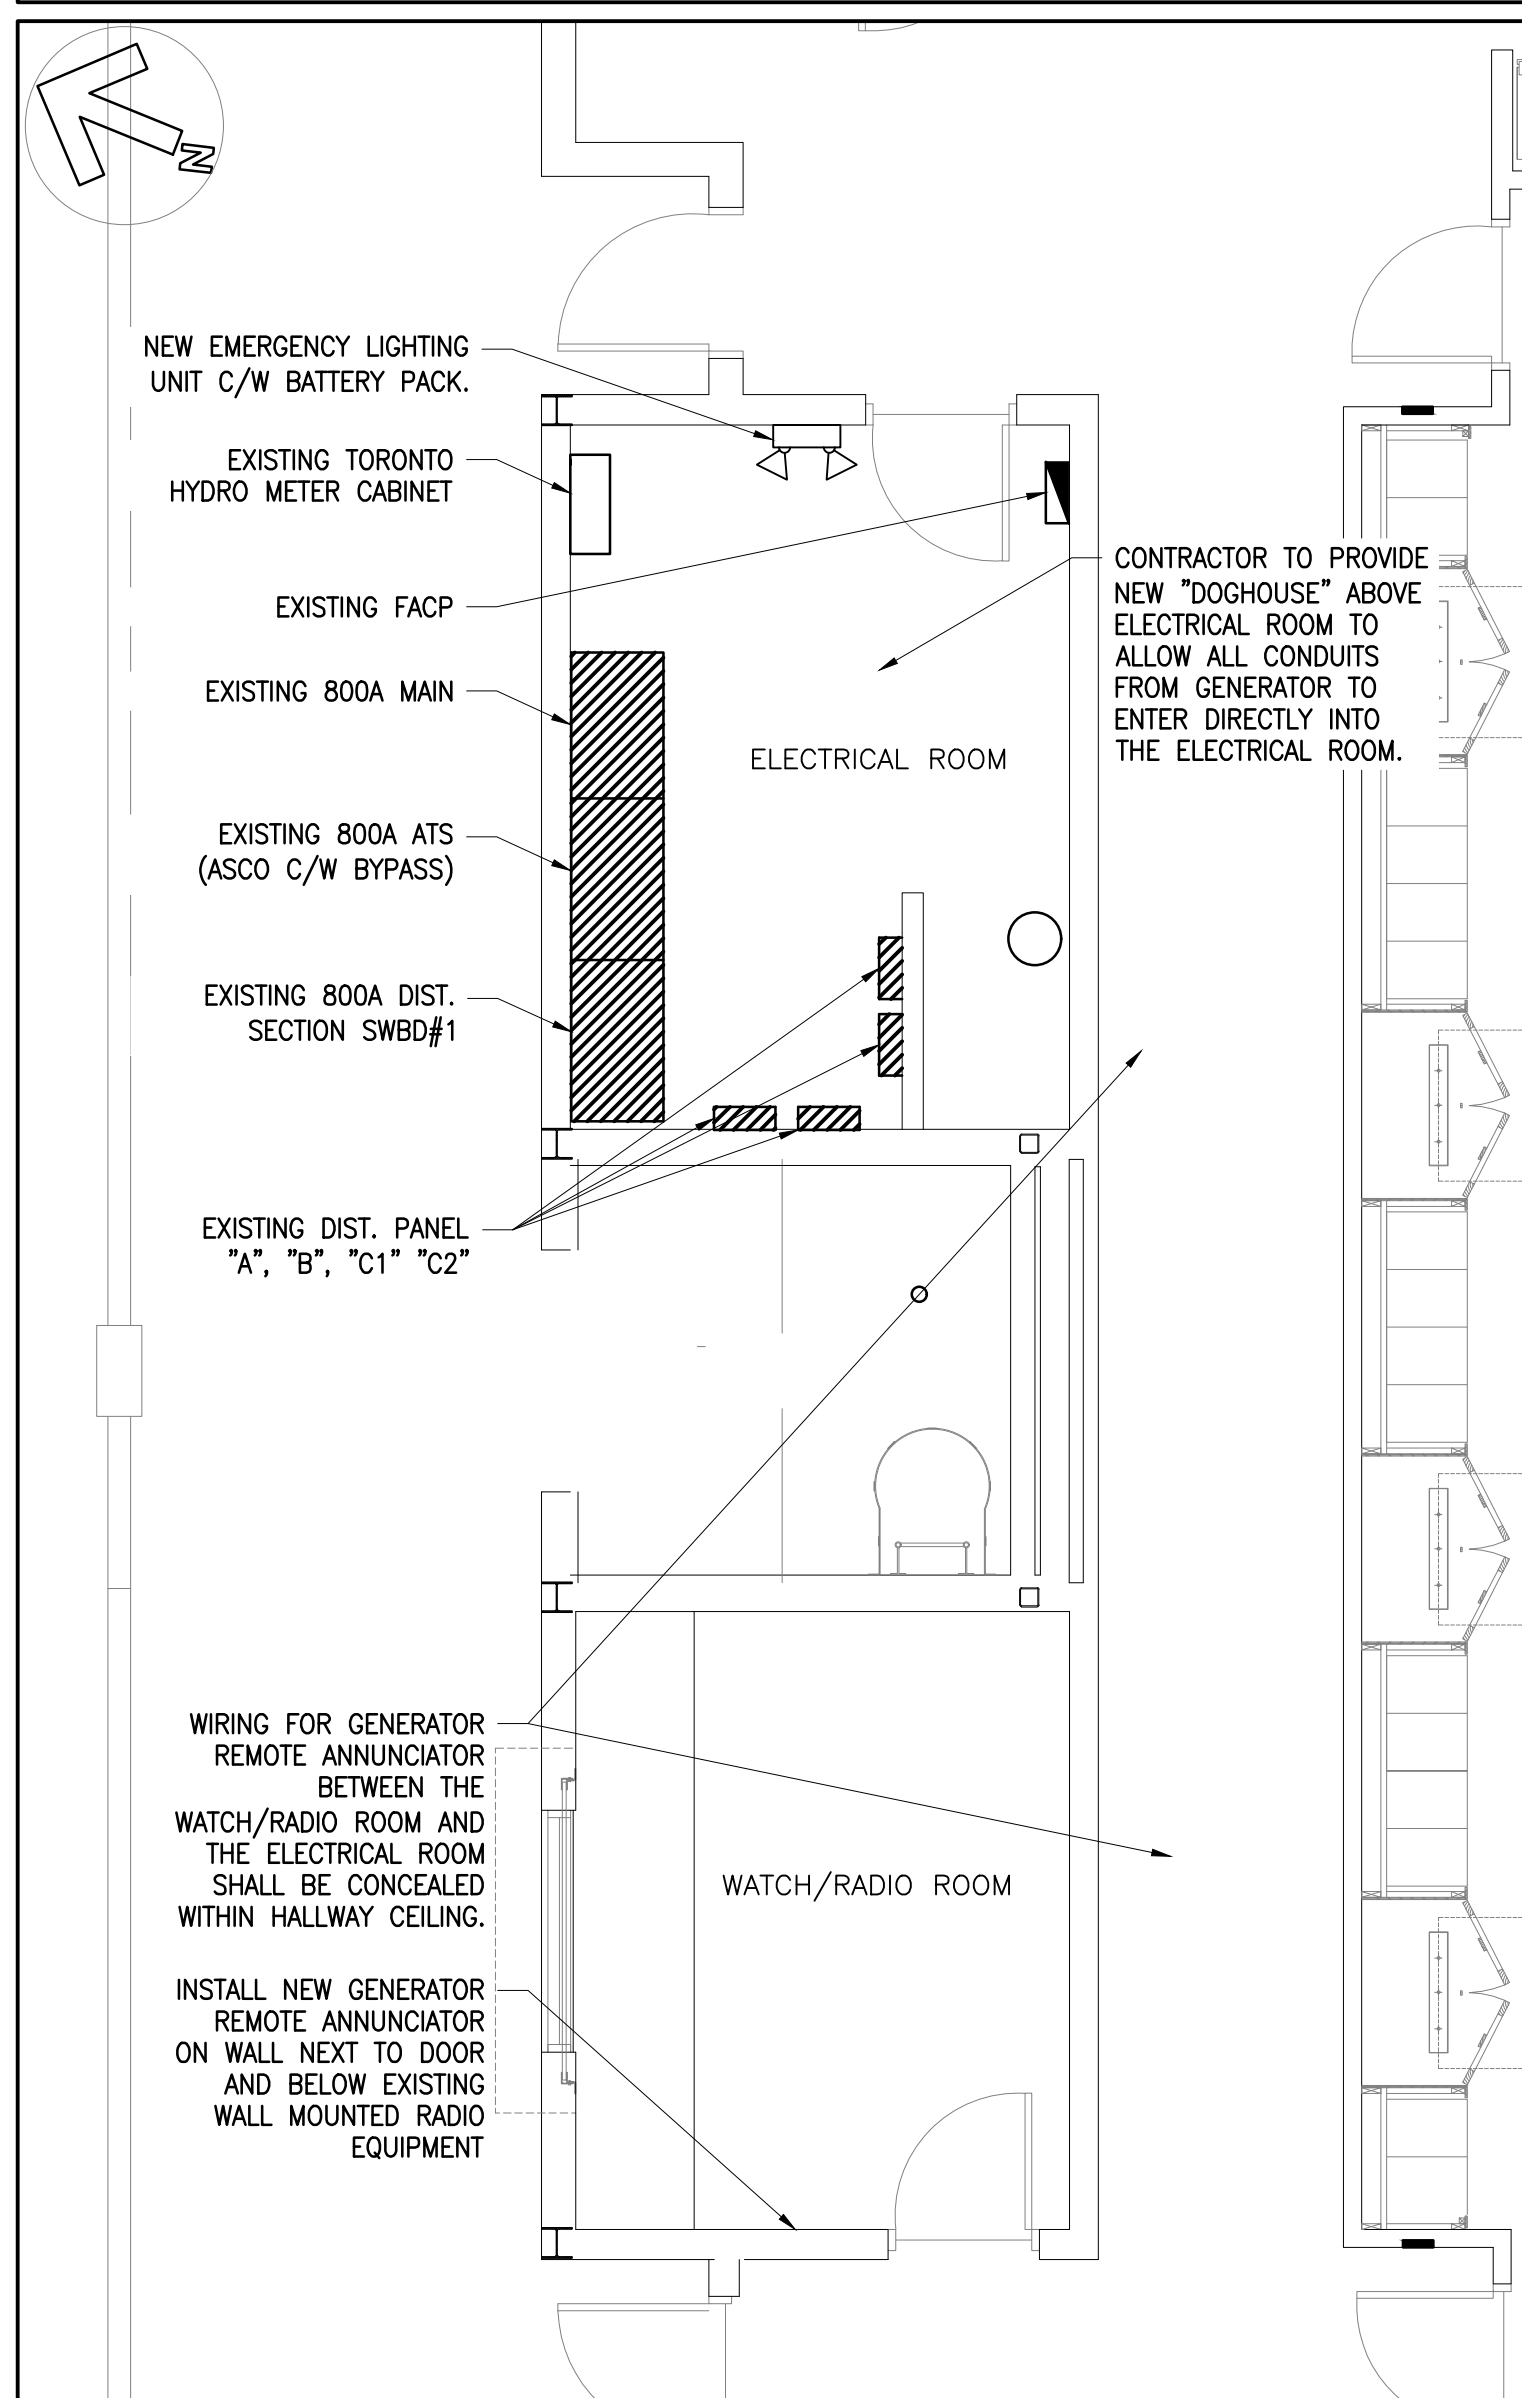 N
NEW EMERGENCY LIGHTING
UNIT C/W BATTERY PACK.
EXISTING TORONTO
HYDRO METER CABINET
EXISTING FACP
EXISTING 800A MAIN
EXISTING 800A ATS
(ASCO C/W BYPASS)
EXISTING 800A DIST.
SECTION SWBD#1
EXISTING DIST. PANEL
"A", "B", "C1" "C2"
ELECTRICAL ROOM
CONTRACTOR TO PROVIDE
NEW "DOGHOUSE" ABOVE
ELECTRICAL ROOM TO
ALLOW ALL CONDUITS
FROM GENERATOR TO
ENTER DIRECTLY INTO
THE ELECTRICAL ROOM.
WIRING FOR GENERATOR
REMOTE ANNUNCIATOR
BETWEEN THE
WATCH/RADIO ROOM AND
THE ELECTRICAL ROOM
SHALL BE CONCEALED
WITHIN HALLWAY CEILING.
WATCH/RADIO ROOM
INSTALL NEW GENERATOR
REMOTE ANNUNCIATOR
ON WALL NEXT TO DOOR
AND BELOW EXISTING
WALL MOUNTED RADIO
EQUIPMENT